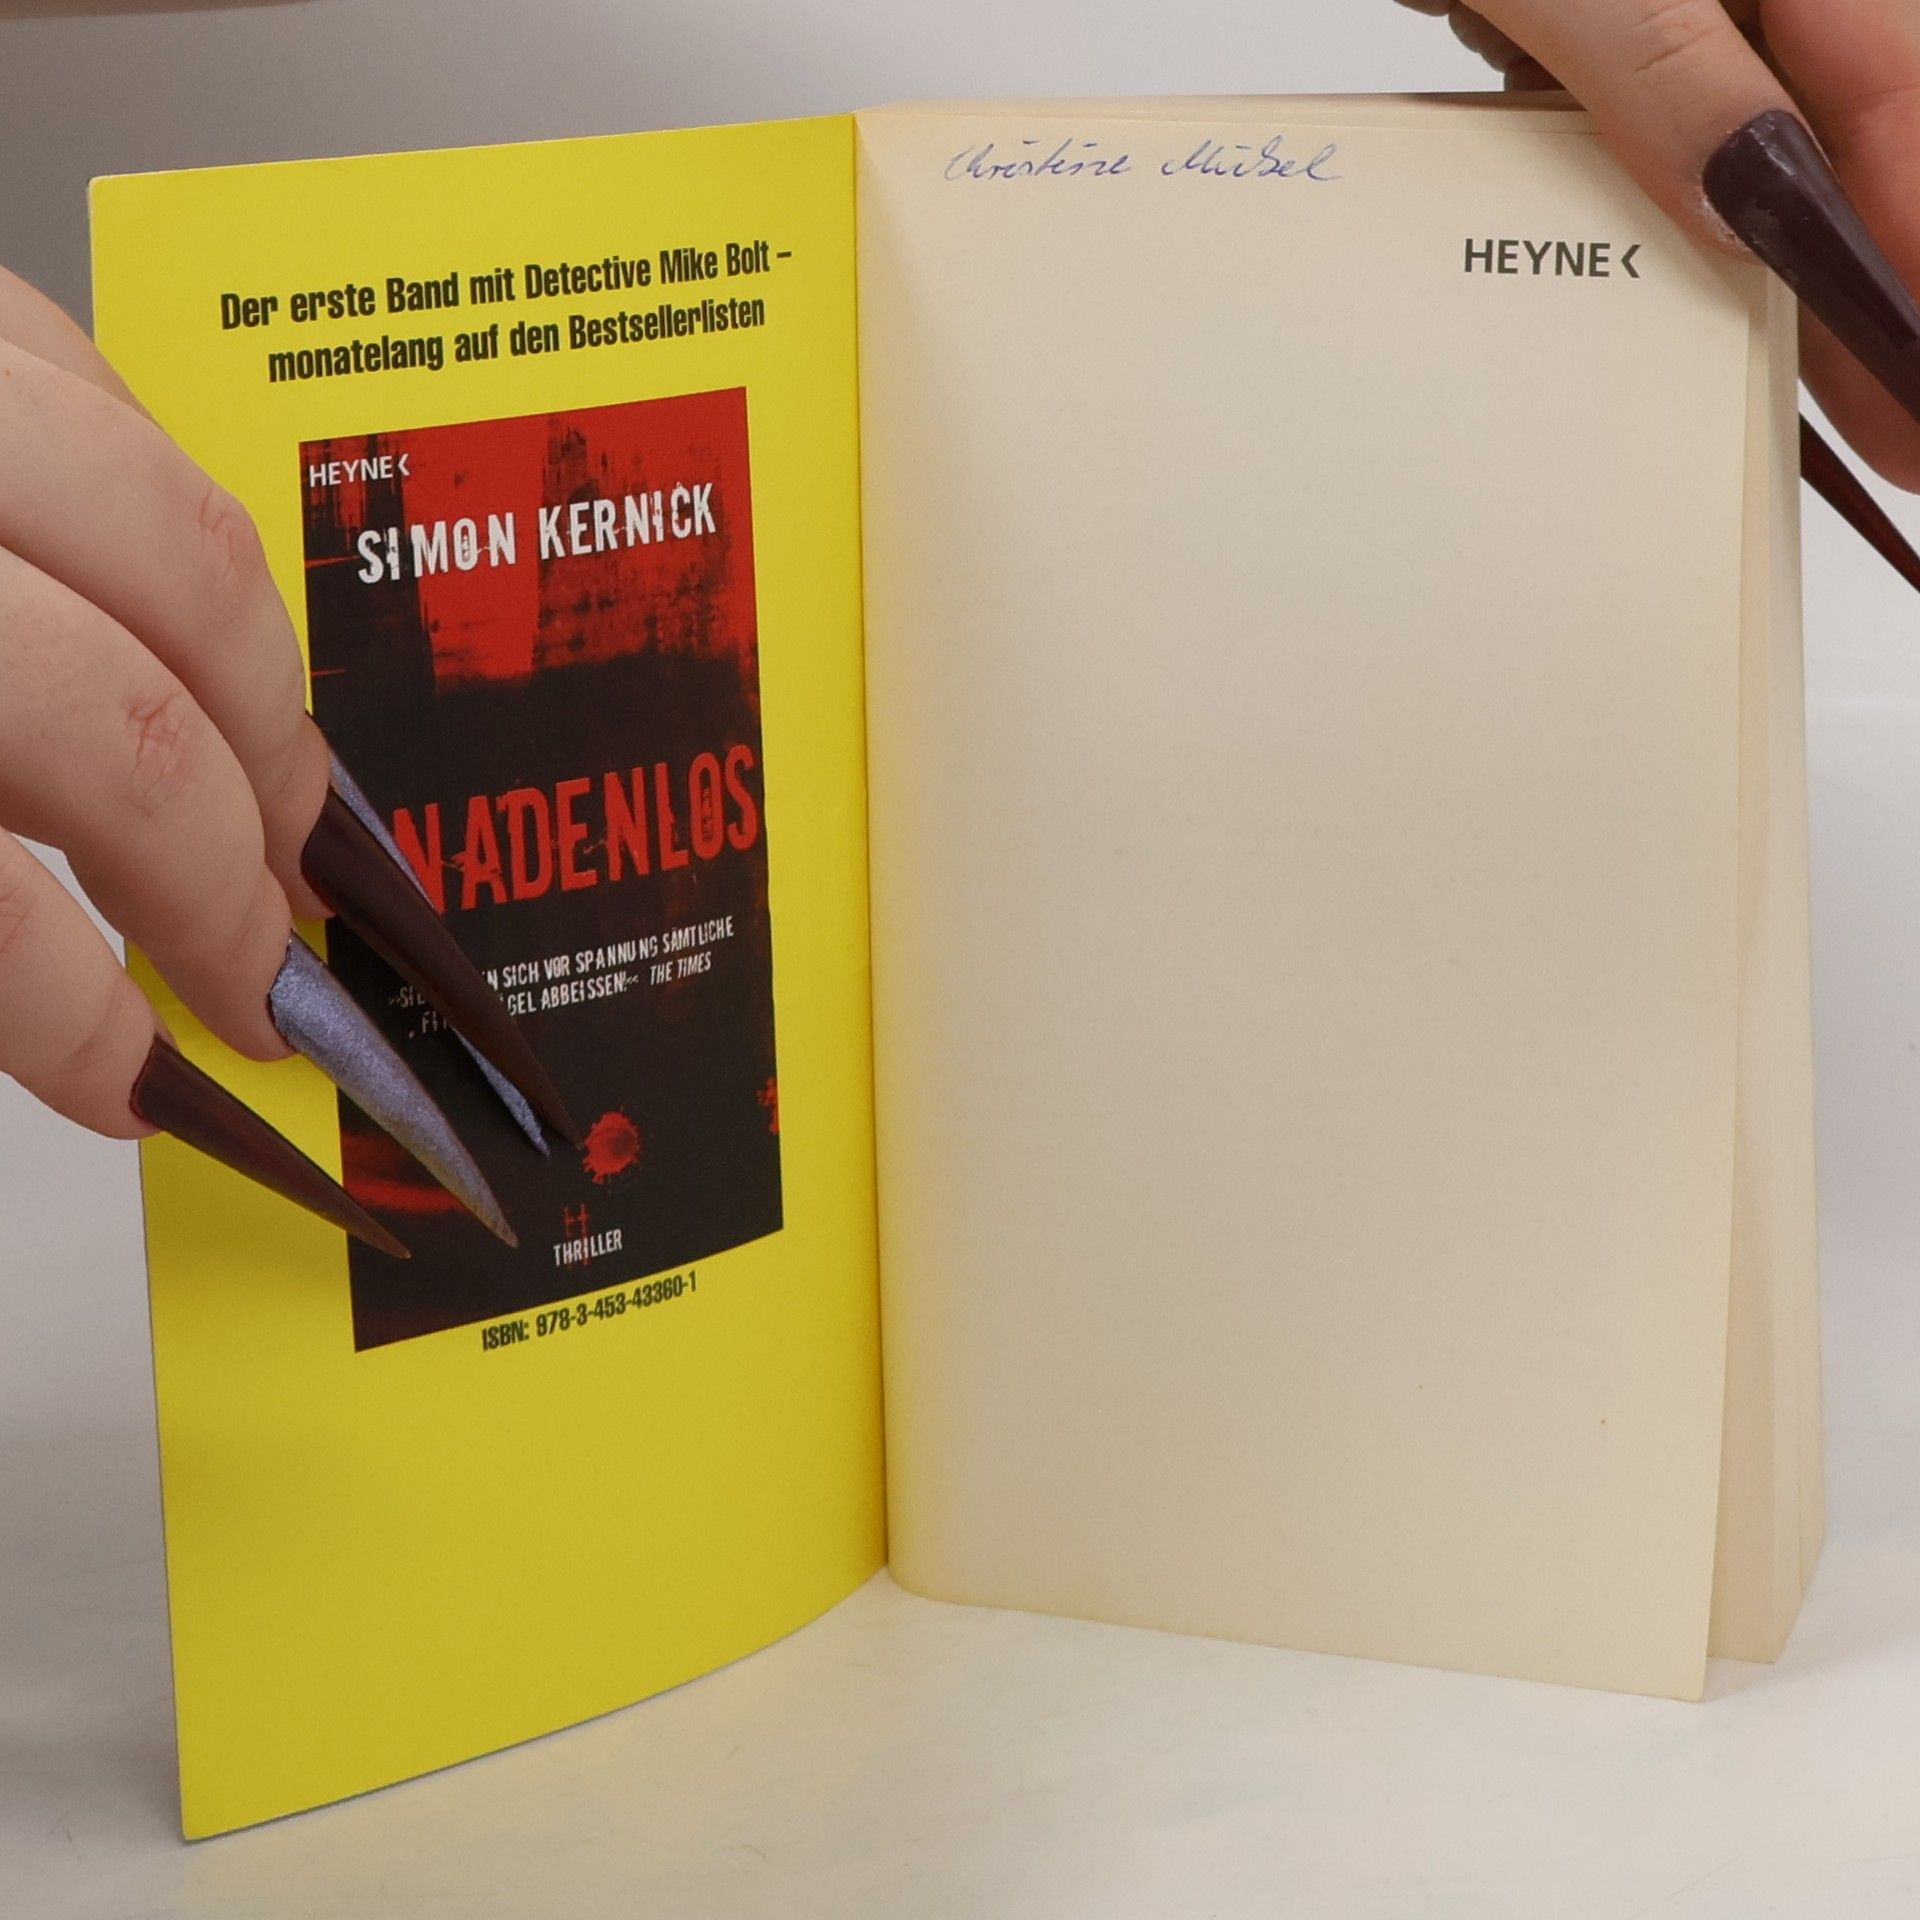 Der erste Band mit Detective Mike Bolt –
monatelang auf den Bestsellerlisten
HEYNE<
SIMON KERNICK
NADENLOS
N SICH VOR SPANNUNG SÄMTLICHE
GEL ABBEISSEN!« THE TIMES
THRILLER
ISBN: 978-3-453-43360-1
Christine
HEYNE<